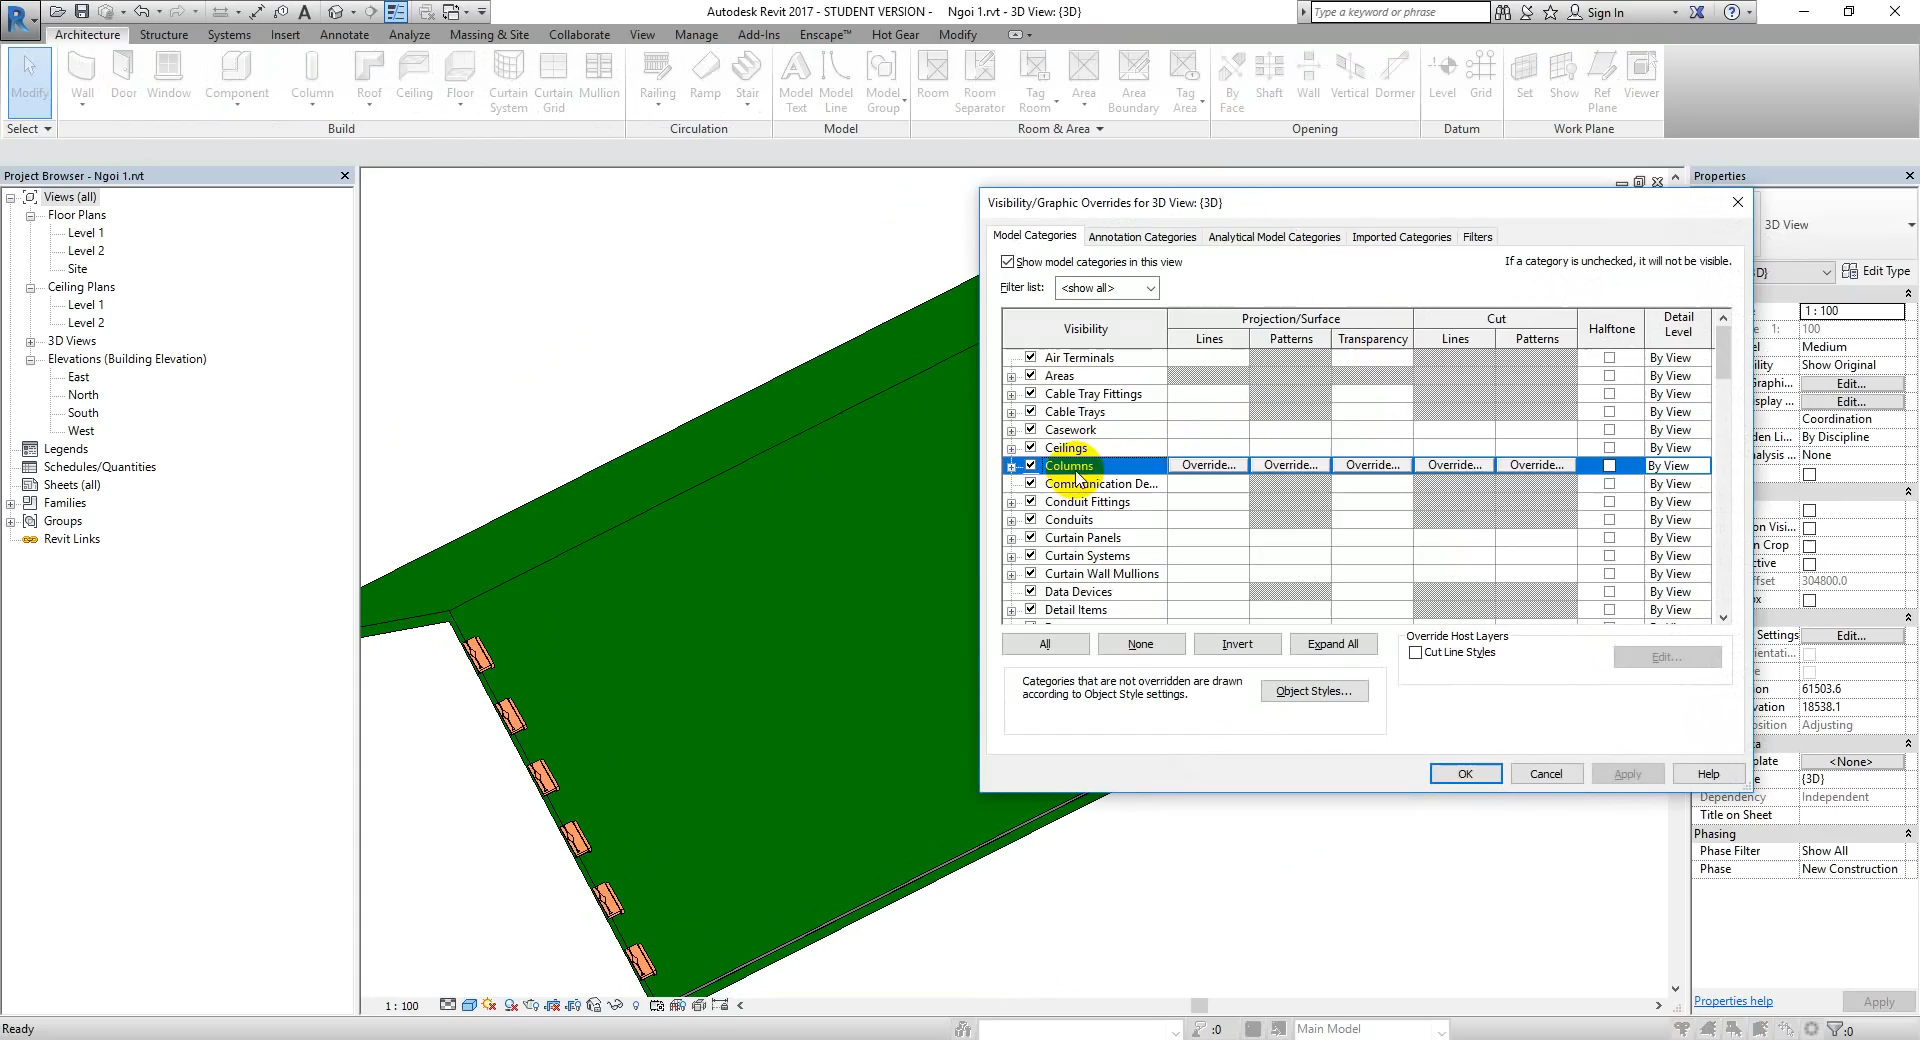 Autodesk Revit 2017 - STUDENT VERSION - Ngoi 1.rvt - 3D View: {3D}
Type a keyword or phrase
Sign In
Architecture Structure Systems Insert Annotate Analyze Massing & Site Collaborate View Manage Add-Ins Enscape™ Hot Gear Modify
Modify
Wall
Door
Window
Component
Column
Roof
Ceiling
Floor
Curtain System
Curtain Grid
Mullion
Railing
Ramp
Stair
Model Text
Model Line
Model Group
Room
Room Separator
Tag Room
Area
Area Boundary
Tag Area
By Face
Shaft
Wall
Vertical
Dormer
Level
Grid
Set
Show
Ref Plane
Viewer
Select
Build
Circulation
Model
Room & Area
Opening
Datum
Work Plane
Project Browser - Ngoi 1.rvt
Views (all)
Floor Plans
Level 1
Level 2
Site
Ceiling Plans
Level 1
Level 2
3D Views
Elevations (Building Elevation)
East
North
South
West
Legends
Schedules/Quantities
Sheets (all)
Families
Groups
Revit Links
Visibility/Graphic Overrides for 3D View: {3D}
Model Categories Annotation Categories Analytical Model Categories Imported Categories Filters
Show model categories in this view
If a category is unchecked, it will not be visible.
Filter list: <show all>
Visibility
Projection/Surface
Cut
Halftone
Detail Level
Lines Patterns Transparency Lines Patterns
Air Terminals By View
Areas By View
Cable Tray Fittings By View
Cable Trays By View
Casework By View
Ceilings By View
Columns Override... Override... Override... Override... Override... By View
Communication De... By View
Conduit Fittings By View
Conduits By View
Curtain Panels By View
Curtain Systems By View
Curtain Wall Mullions By View
Data Devices By View
Detail Items By View
All None Invert Expand All
Override Host Layers
Cut Line Styles
Edit...
Categories that are not overridden are drawn
according to Object Style settings.
Object Styles...
OK Cancel Apply Help
Properties
3D View
D}
Edit Type
1 : 100
1: 100
Medium
Show Original
Edit...
Edit...
Coordination
By Discipline
None
304800.0
Settings Edit...
61503.6
18538.1
Adjusting
<None>
{3D}
Dependency Independent
Title on Sheet
Phasing
Phase Filter Show All
Phase New Construction
Properties help
Apply
1 : 100
Ready
:0
Main Model
:0